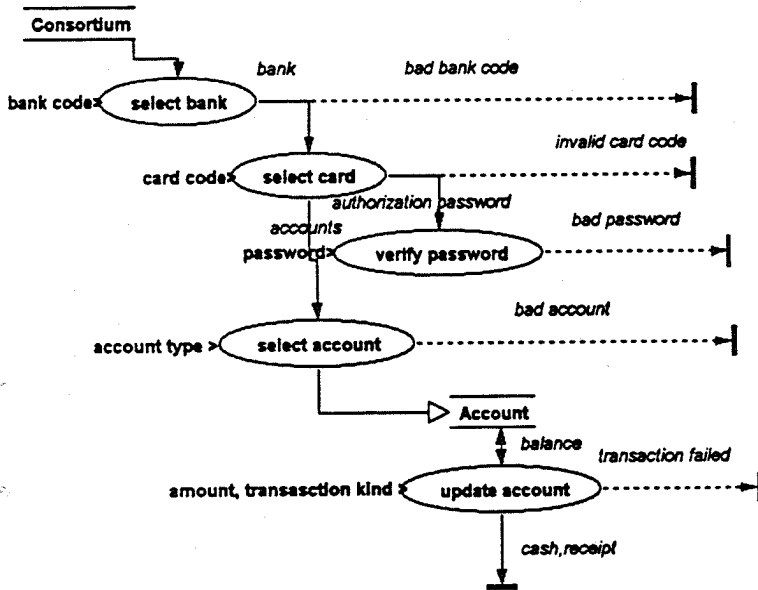 Consortium
bank
bad bank code
bank code>
select bank
invalid card code
card code>
select card
authorization password
accounts
bad password
password>
verify password
bad account
account type >
select account
Account
balance
transaction failed
amount, transasction kind >
update account
cash,receipt